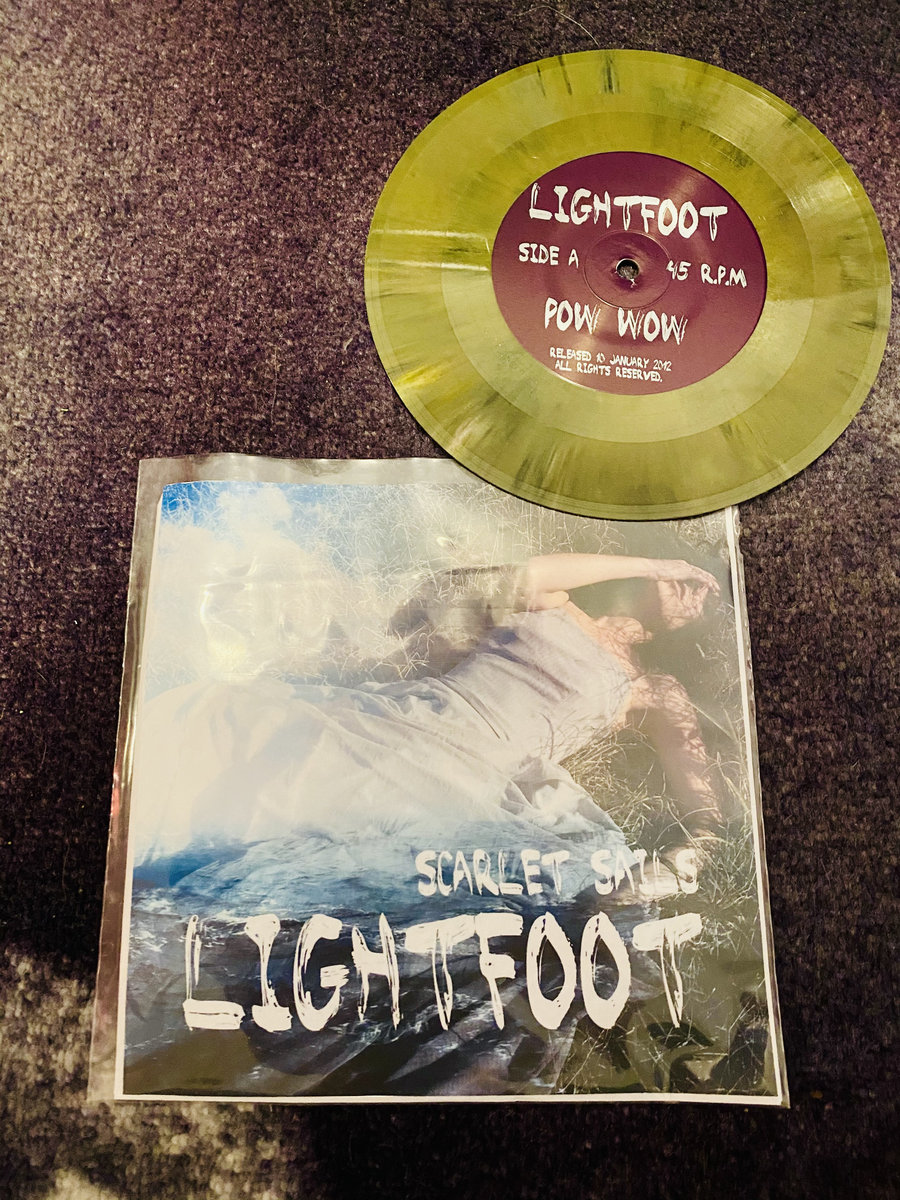 LIGHTFOOT
SIDE A 45 R.P.M
POW WOW
RELEASED 10 JANUARY 2012
ALL RIGHTS RESERVED.
SCARLET SAILS
LIGHTFOOT